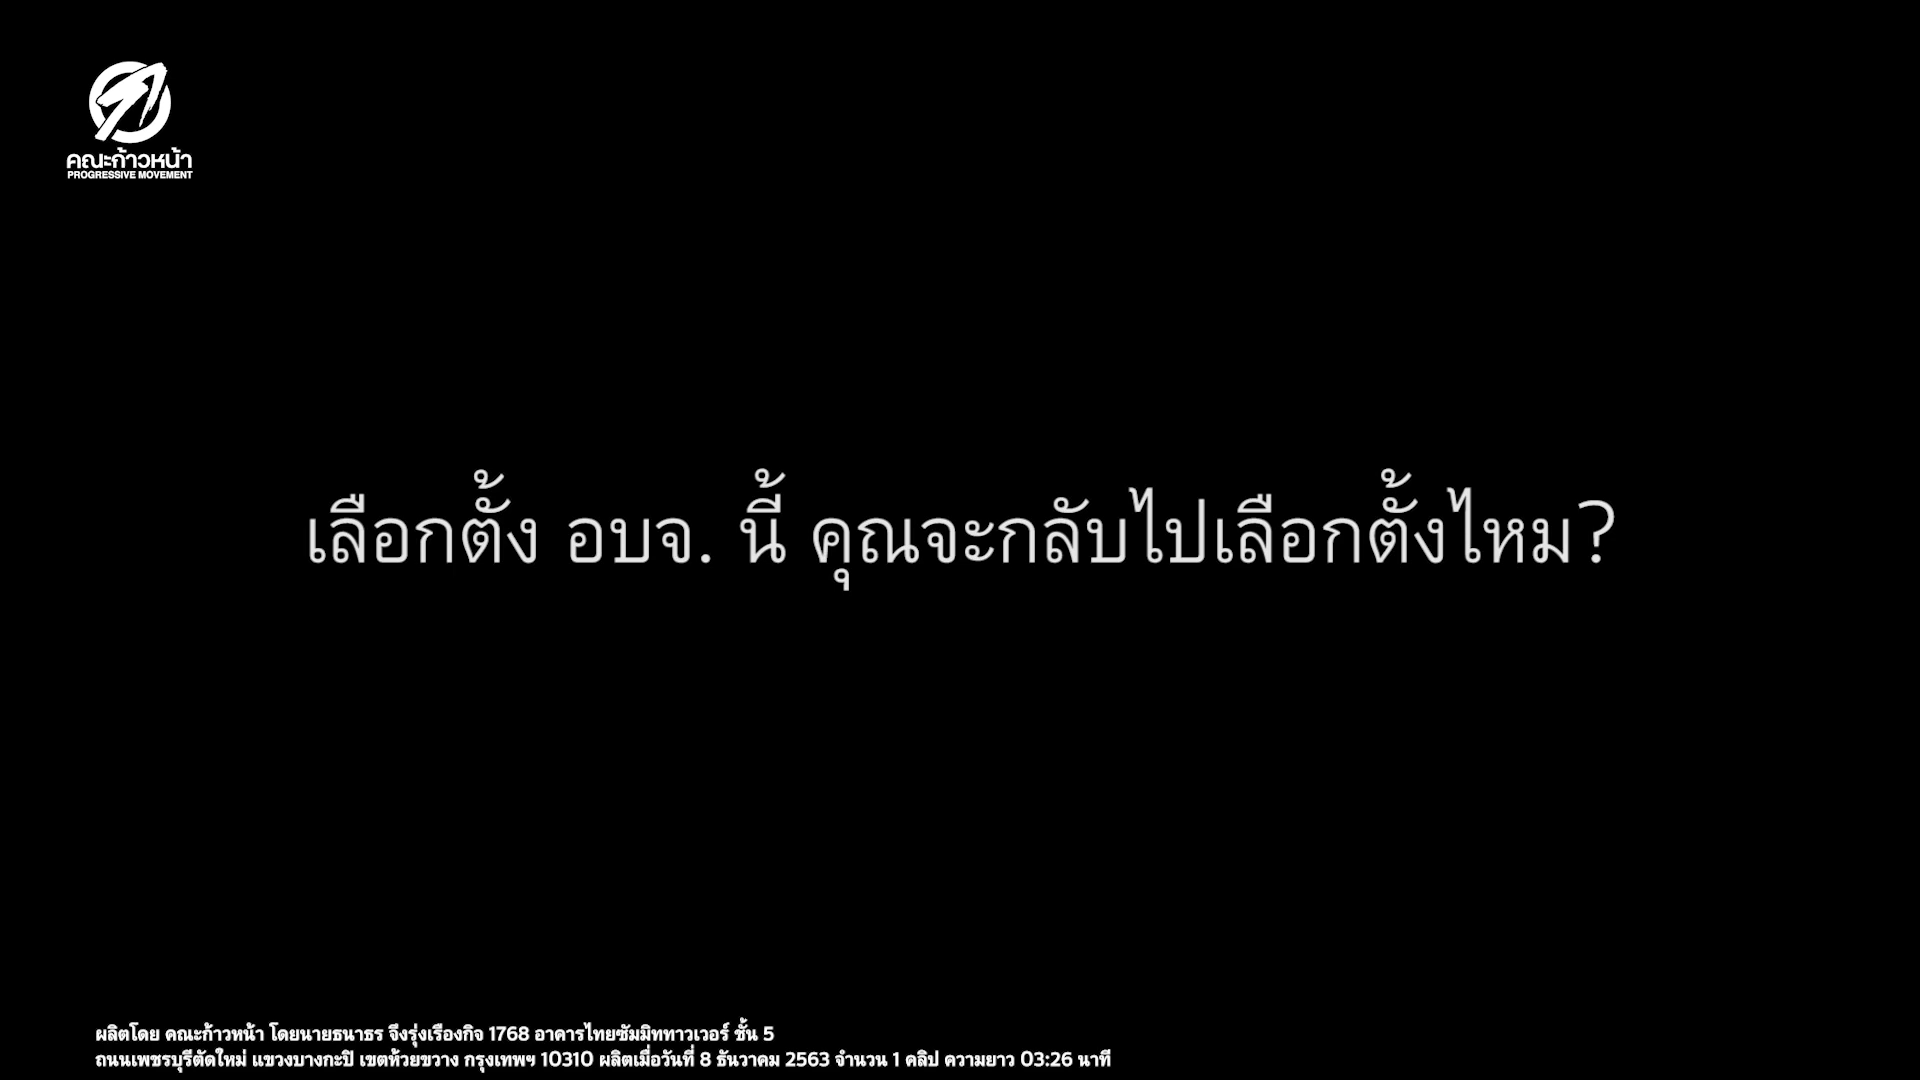 คณะก้าวหน้า
PROGRESSIVE MOVEMENT
เลือกตั้ง อบจ. นี้ คุณจะกลับไปเลือกตั้งไหม?
ผลิตโดย คณะก้าวหน้า โดยนายธนาธร จึงรุ่งเรืองกิจ 1768 อาคารไทยซัมมิททาวเวอร์ ชั้น 5
ถนนเพชรบุรีตัดใหม่ แขวงบางกะปิ เขตห้วยขวาง กรุงเทพฯ 10310 ผลิตเมื่อวันที่ 8 ธันวาคม 2563 จำนวน 1 คลิป ความยาว 03:26 นาที